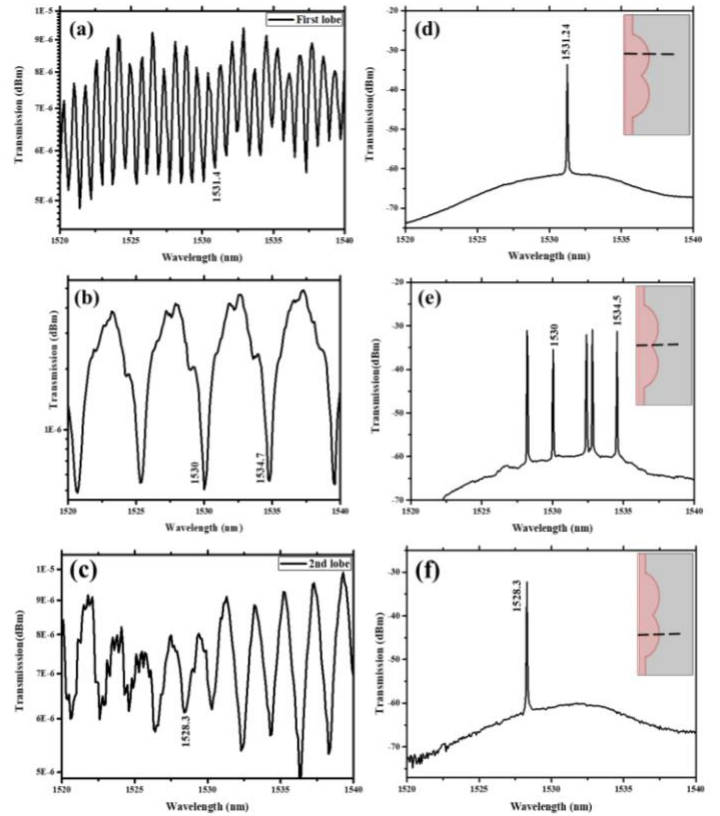 (a)
First lobe
Transmission (dBm)
1E-5
9E-6
8E-6
7E-6
6E-6
5E-6
1531.4
1520
1525
1530
1535
1540
Wavelength (nm)
(d)
1531.24
Transmission(dBm)
-20
-30
-40
-50
-60
-70
1520
1525
1530
1535
1540
Wavelength (nm)
(b)
Transmission (dBm)
1E-6
1530
1534.7
1520
1525
1530
1535
1540
Wavelength (nm)
(e)
1530
1534.5
Transmission(dBm)
-20
-30
-40
-50
-60
-70
1520
1525
1530
1535
1540
Wavelength (nm)
(c)
2nd lobe
Transmisssion(dBm)
1E-5
9E-6
8E-6
7E-6
6E-6
5E-6
1528.3
1520
1525
1530
1535
1540
Wavelength (nm)
(f)
1528.3
Transmission(dBm)
-30
-40
-50
-60
-70
1520
1525
1530
1535
1540
Wavelength (nm)